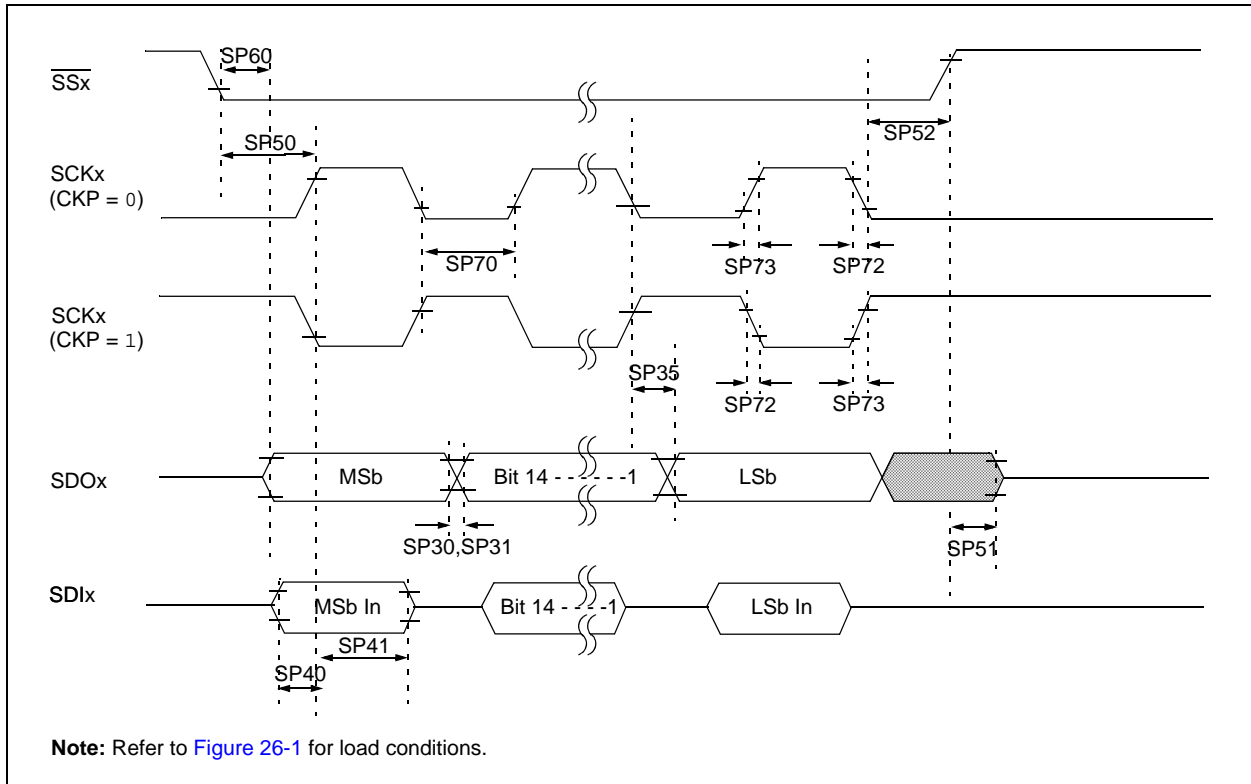 SP60
SSx
SP52
SP50
SCKx
(CKP = 0)
SP70
SP73
SP72
SCKx
(CKP = 1)
SP35
SP72
SP73
SDOx
MSb
Bit 14 - - - - - -1
LSb
SP30,SP31
SP51
SDIx
MSb In
Bit 14 - - - -1
LSb In
SP41
SP40
Note: Refer to Figure 26-1 for load conditions.